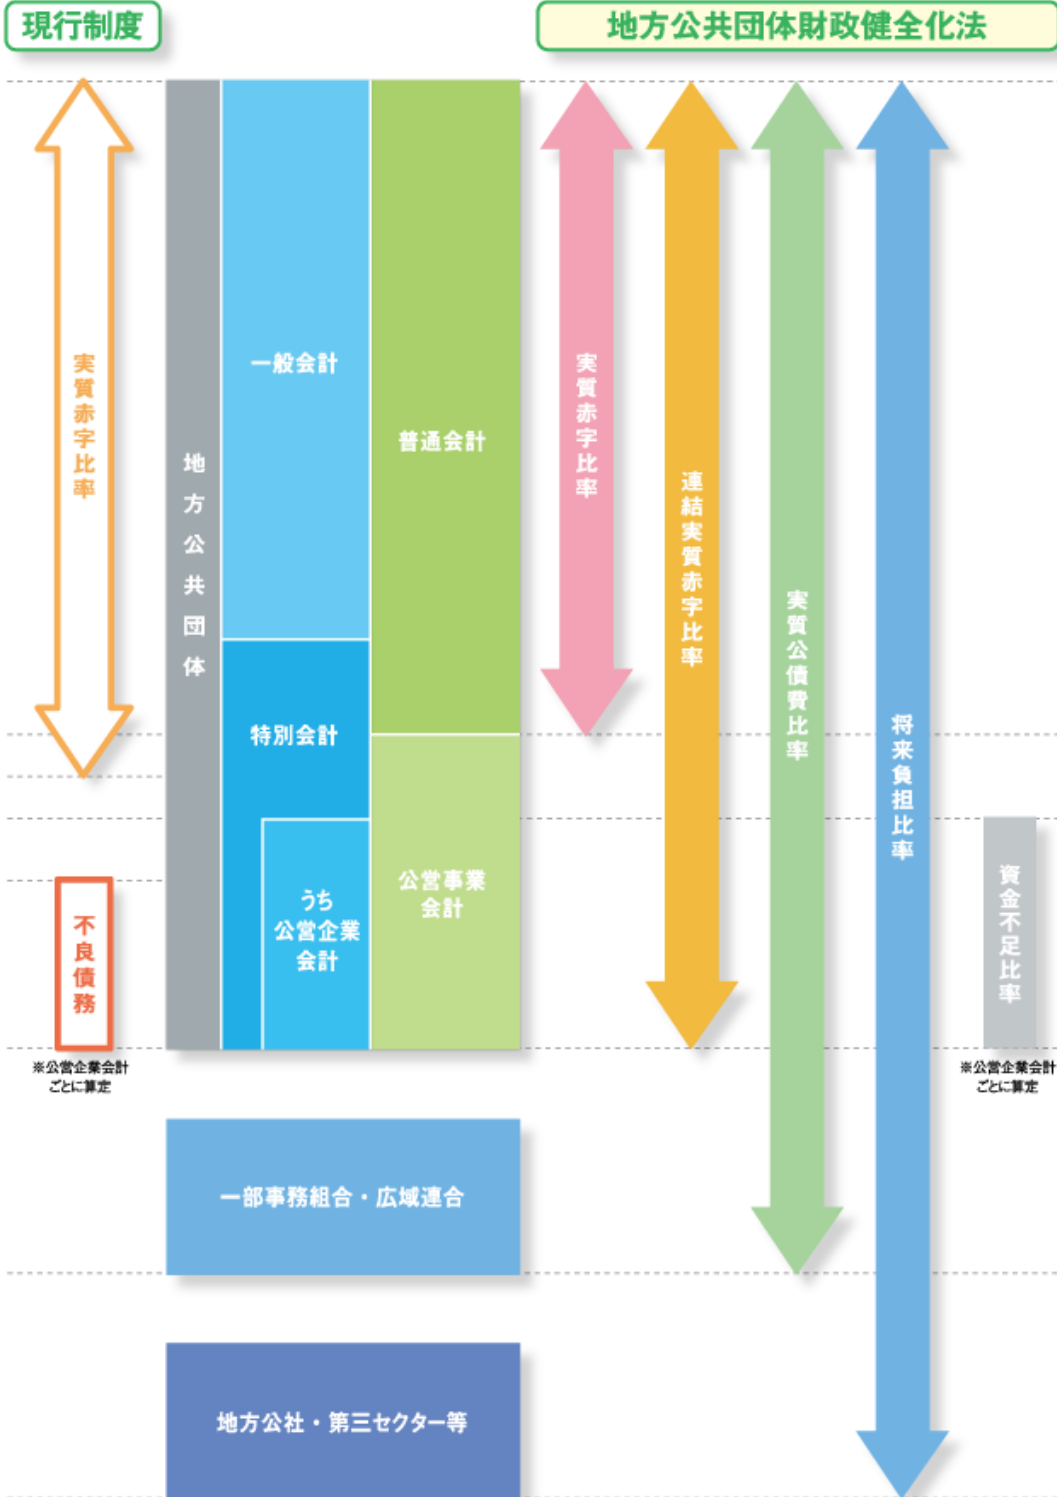 現行制度
地方公共団体財政健全化法
実質赤字比率
不良債務
※公営企業会計
ごとに算定
地方公共団体
一般会計
特別会計
うち
公営企業
会計
普通会計
公営事業
会計
実質赤字比率
連結実質赤字比率
実質公債費比率
将来負担比率
資金不足比率
※公営企業会計
ごとに算定
一部事務組合・広域連合
地方公社・第三セクター等